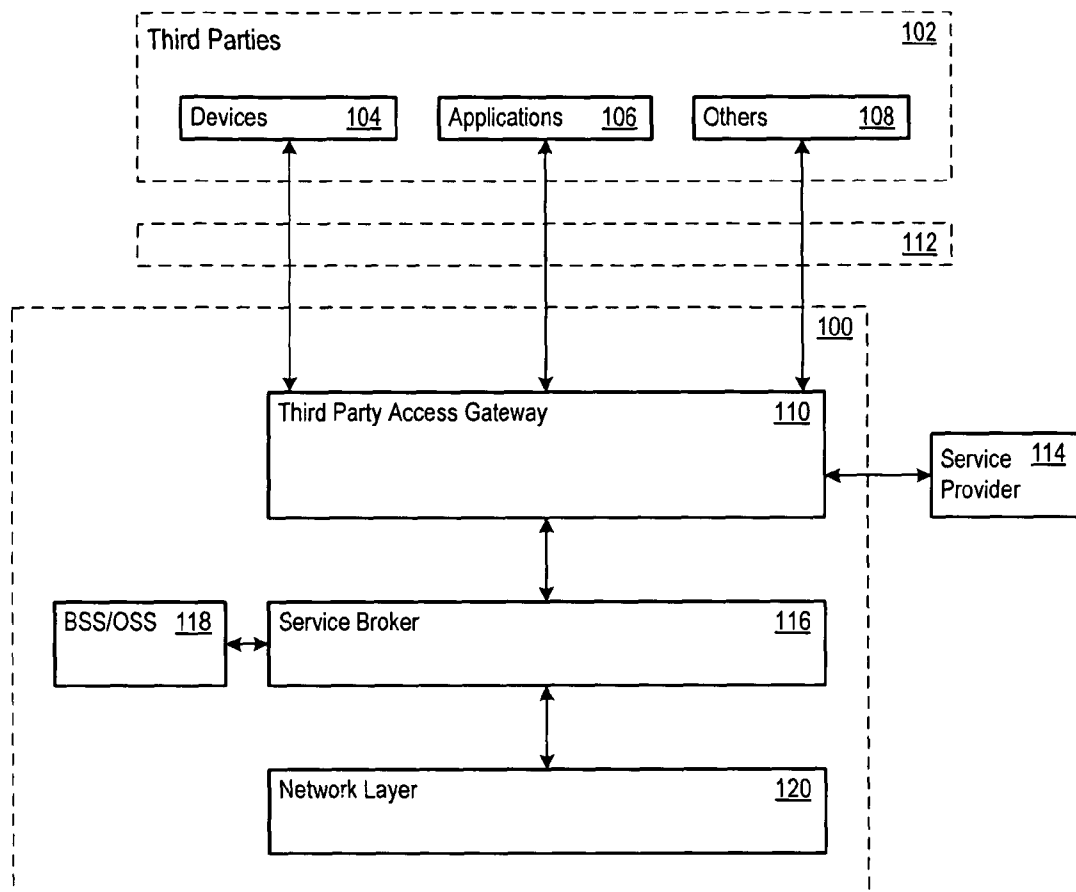 Third Parties 102
Devices 104 Applications 106 Others 108
112
100
Third Party Access Gateway 110
Service 114
Provider
BSS/OSS 118 Service Broker 116
Network Layer 120